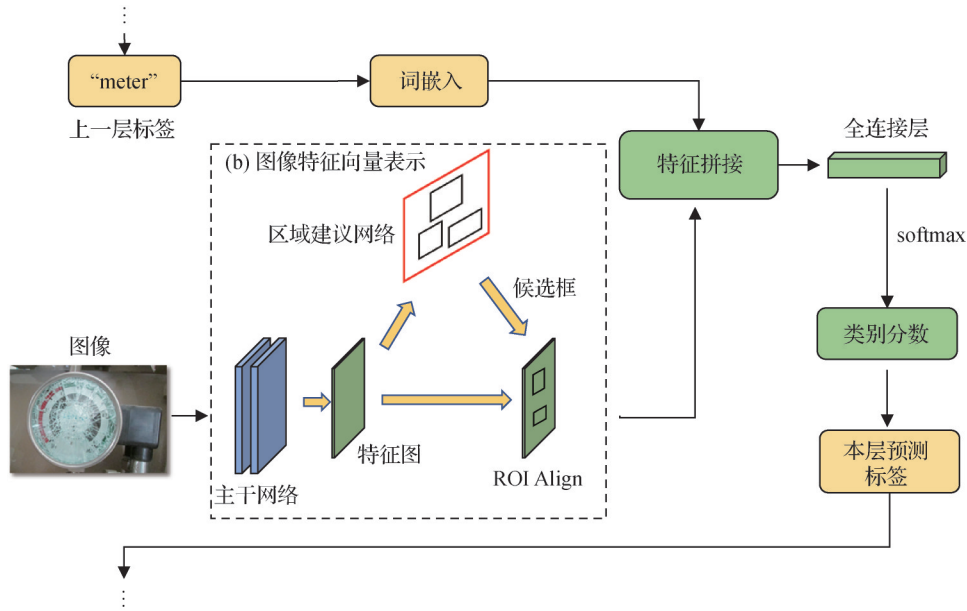 ⋮
“meter”
词嵌入
上一层标签
全连接层
(b) 图像特征向量表示
特征拼接
区域建议网络
softmax
候选框
图像
类别分数
特征图
ROI Align
主干网络
本层预测
标签
⋮